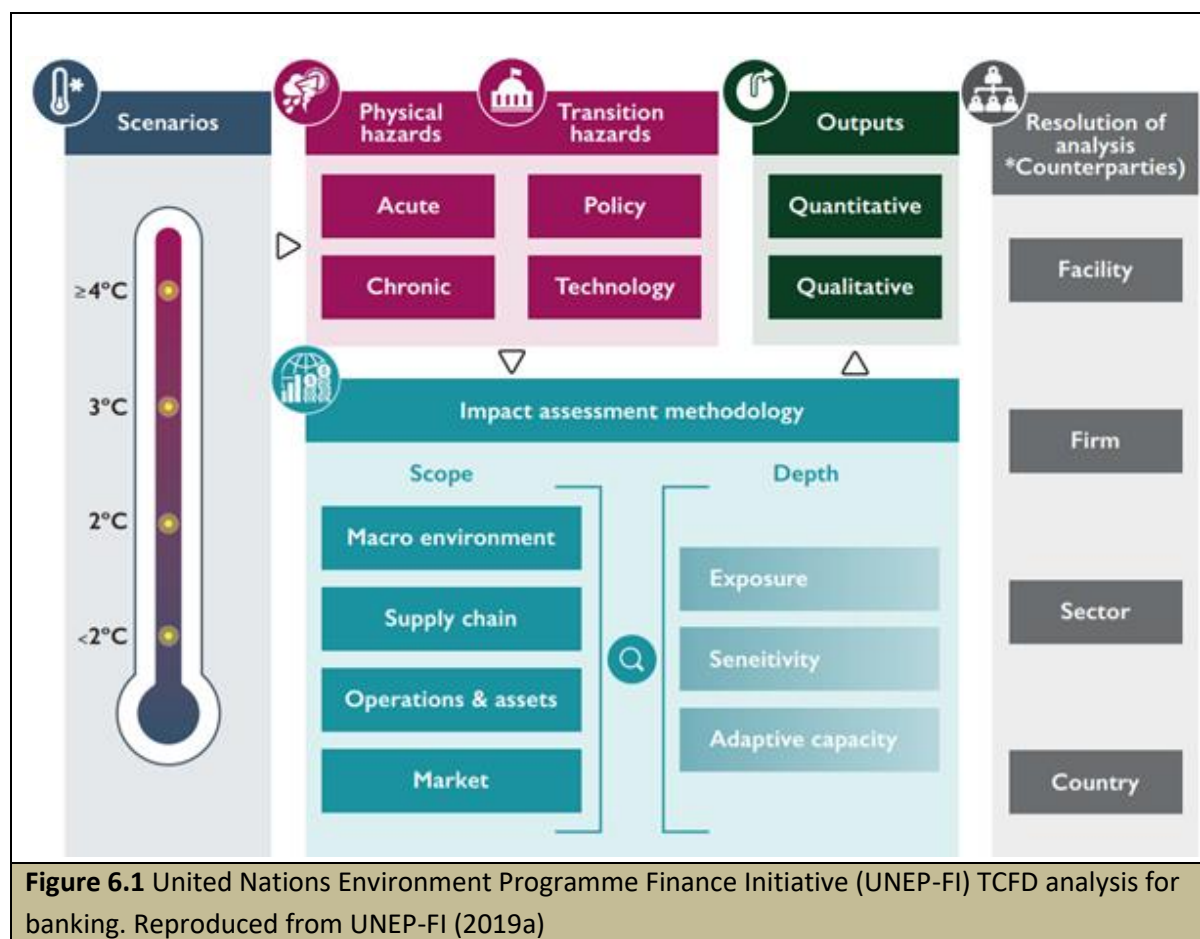 Scenarios
≥4°C
3°C
2°C
<2°C
Physical
hazards
Transition
hazards
Acute
Policy
Chronic
Technology
Outputs
Quantitative
Qualitative
Impact assessment methodology
Scope
Macro environment
Supply chain
Operations & assets
Market
Depth
Exposure
Seneitivity
Adaptive capacity
Resolution of
analysis
*Counterparties)
Facility
Firm
Sector
Country
Figure 6.1 United Nations Environment Programme Finance Initiative (UNEP-FI) TCFD analysis for
banking. Reproduced from UNEP-FI (2019a)